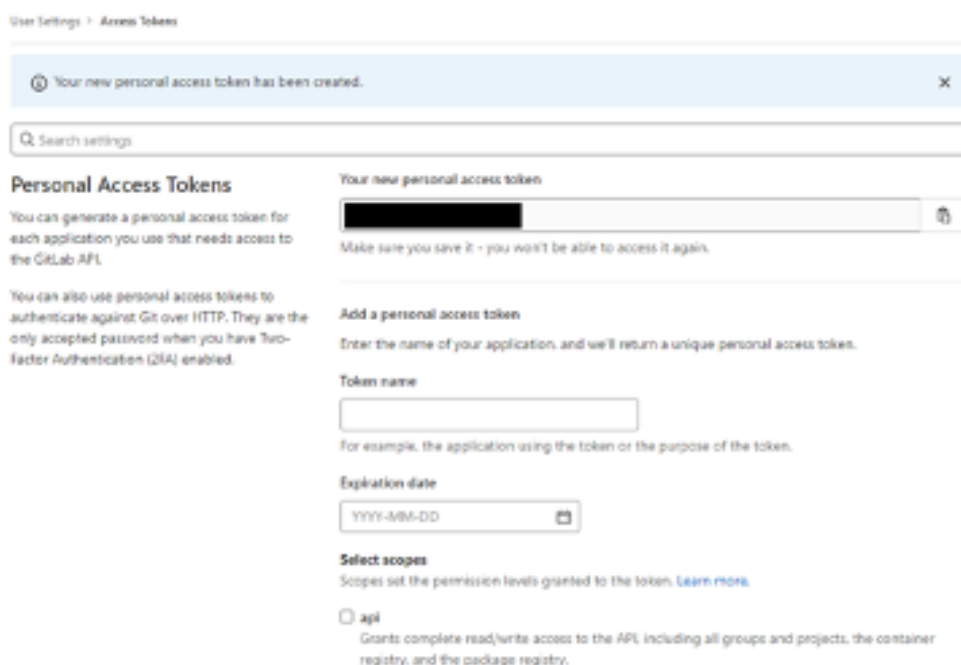 User Settings > Access Tokens
Your new personal access token has been created.
Search settings
Personal Access Tokens
You can generate a personal access token for
each application you use that needs access to
the GitLab API.
You can also use personal access tokens to
authenticate against Git over HTTP. They are the
only accepted password when you have Two-
Factor Authentication (2FA) enabled.
Your new personal access token
Make sure you save it - you won't be able to access it again.
Add a personal access token
Enter the name of your application, and we'll return a unique personal access token.
Token name
For example, the application using the token or the purpose of the token.
Expiration date
YYYY-MM-DD
Select scopes
Scopes set the permission levels granted to the token. Learn more.
api
Grants complete read/write access to the API, including all groups and projects, the container
registry, and the package registry.